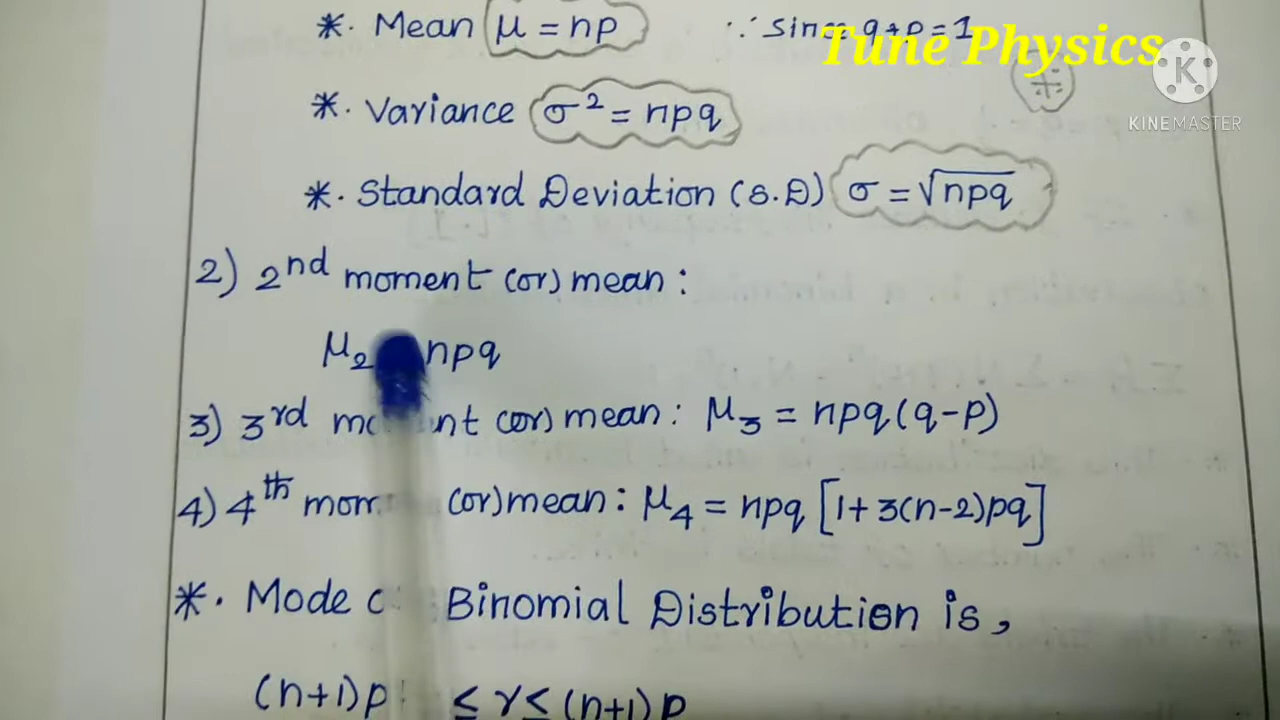 *. Mean μ = np ∵ since q+p=1
Tune Physics
K
KINEMASTER
*. Variance σ² = npq
*. Standard Deviation (S.D) σ = √npq
2) 2nd moment (or) mean :
μ₂ npq
3) 3rd (or) mean : μ₃ = npq (q-p)
4) 4th (or) mean : μ₄ = npq [1+3(n-2)pq]
*. Mode Binomial Distribution is,
(n+1)p ≤ r ≤ (n+1)p